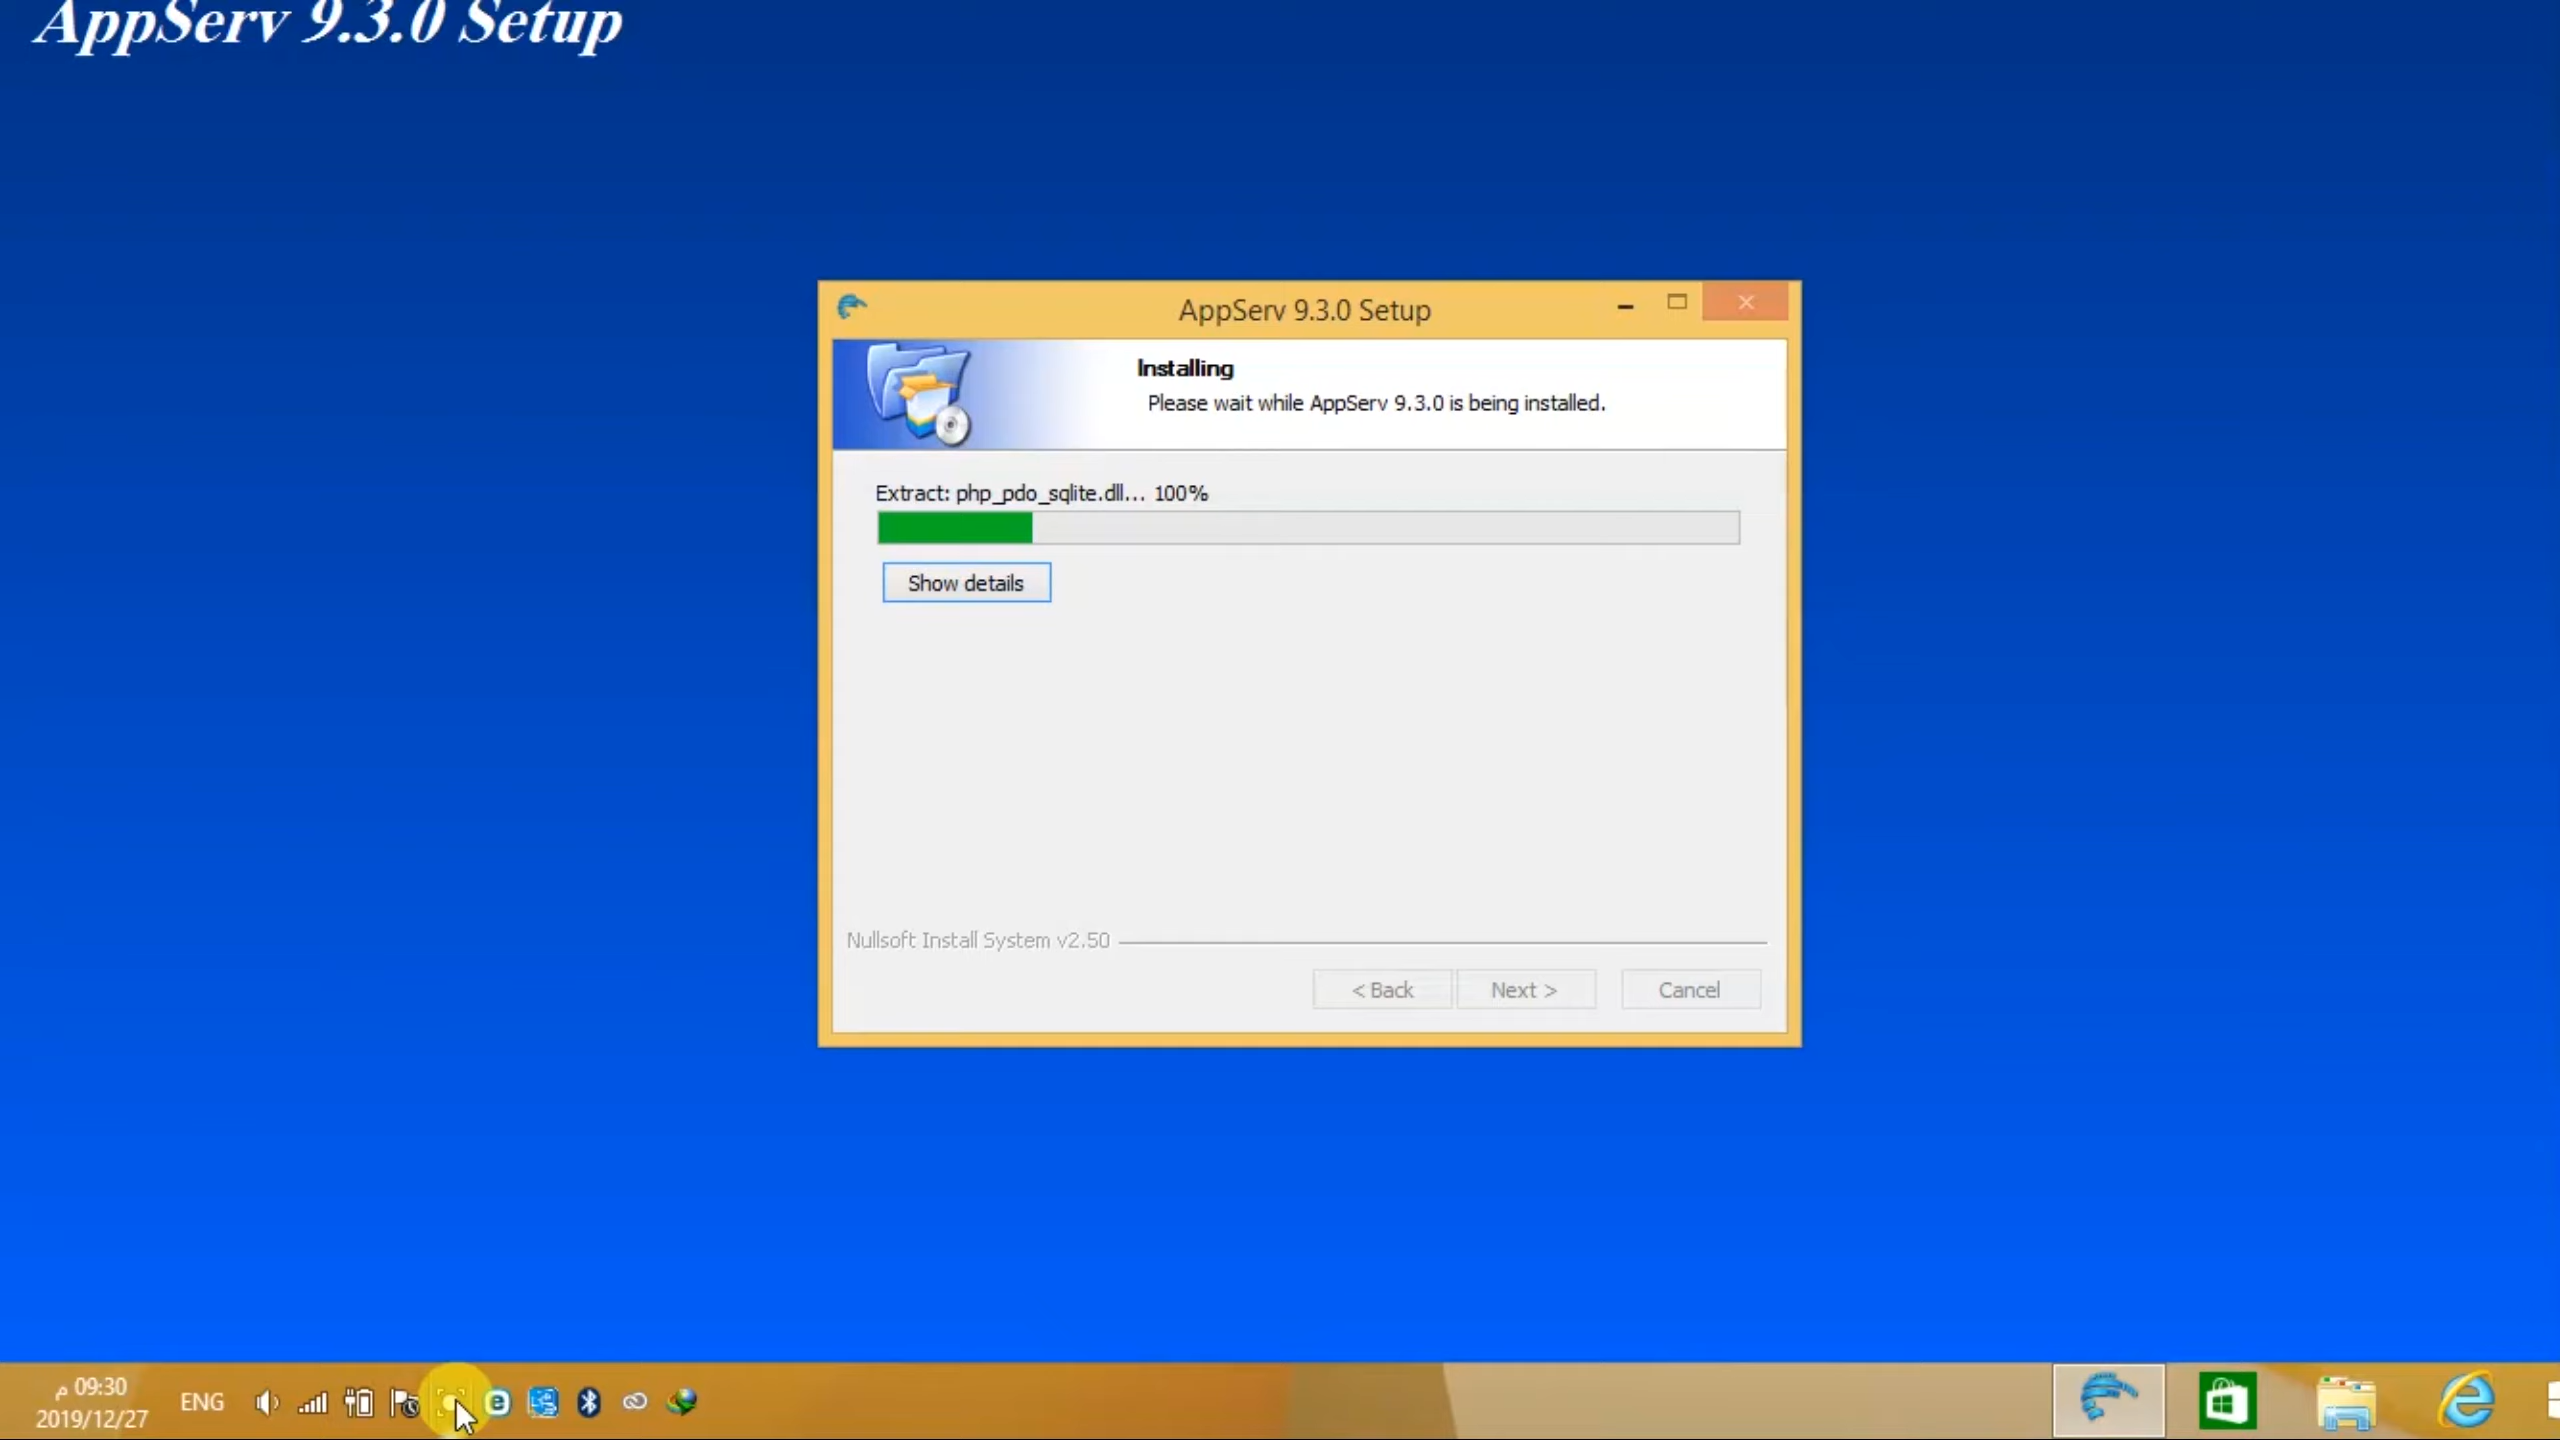 AppServ 9.3.0 Setup
AppServ 9.3.0 Setup
Installing
Please wait while AppServ 9.3.0 is being installed.
Extract: php_pdo_sqlite.dll... 100%
Show details
Nullsoft Install System v2.50
< Back
Next >
Cancel
09:30 م
ENG
2019/12/27